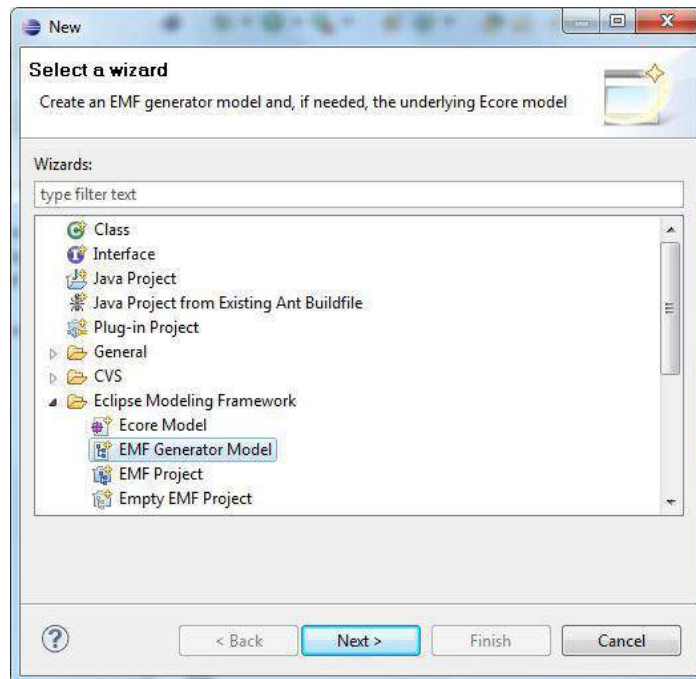 New
Select a wizard
Create an EMF generator model and, if needed, the underlying Ecore model
Wizards:
type filter text
Class
Interface
Java Project
Java Project from Existing Ant Buildfile
Plug-in Project
General
CVS
Eclipse Modeling Framework
Ecore Model
EMF Generator Model
EMF Project
Empty EMF Project
< Back Next > Finish Cancel